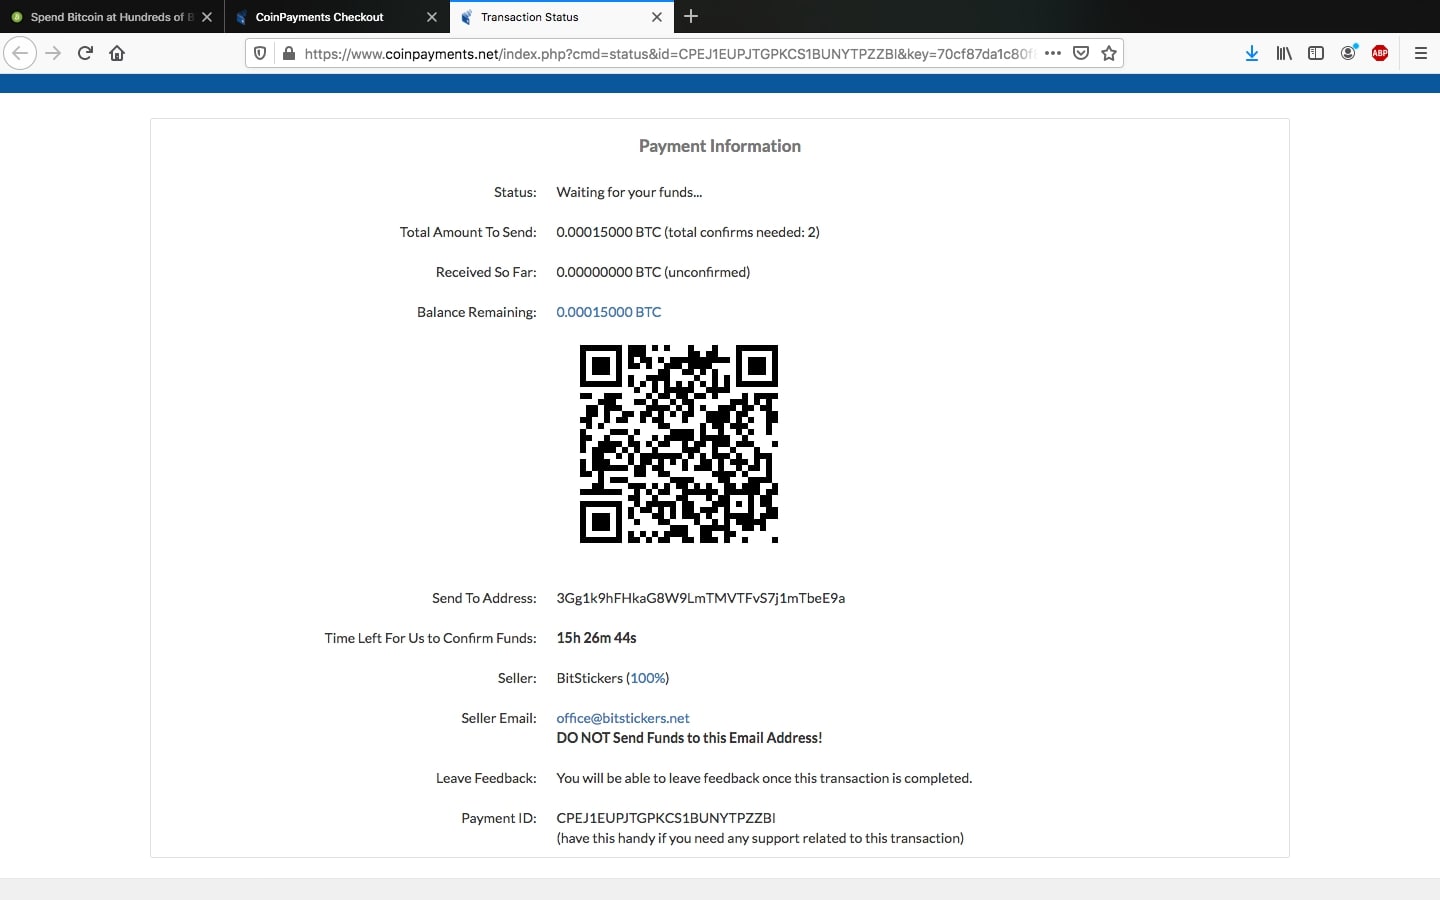 Spend Bitcoin at Hundreds of B
CoinPayments Checkout
Transaction Status
https://www.coinpayments.net/index.php?cmd=status&id=CPEJ1EUPJTGPKCS1BUNYTPZZBI&key=70cf87da1c80f
ABP
Payment Information
Status: Waiting for your funds...
Total Amount To Send: 0.00015000 BTC (total confirms needed: 2)
Received So Far: 0.00000000 BTC (unconfirmed)
Balance Remaining: 0.00015000 BTC
Send To Address: 3Gg1k9hFHkaG8W9LmTMVTFvS7j1mTbeE9a
Time Left For Us to Confirm Funds: 15h 26m 44s
Seller: BitStickers (100%)
Seller Email: office@bitstickers.net
DO NOT Send Funds to this Email Address!
Leave Feedback: You will be able to leave feedback once this transaction is completed.
Payment ID: CPEJ1EUPJTGPKCS1BUNYTPZZBI
(have this handy if you need any support related to this transaction)